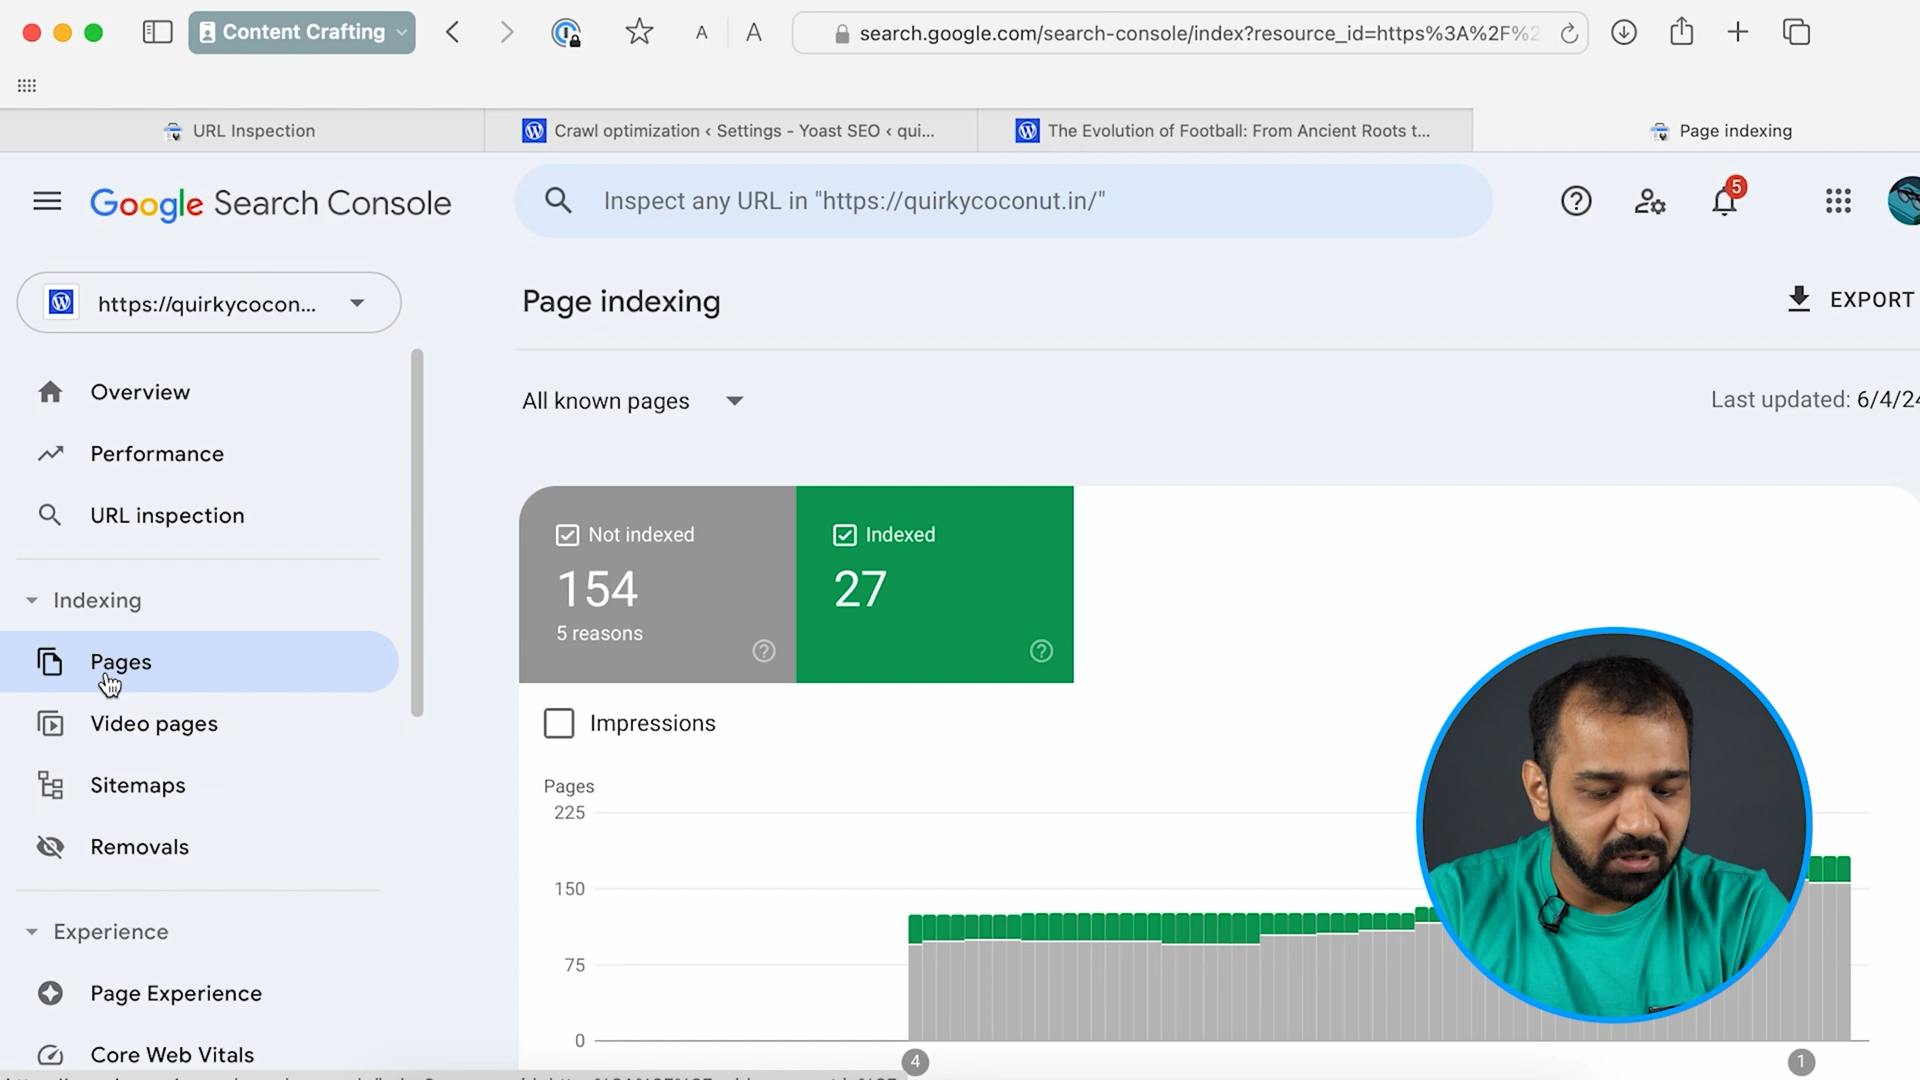 Content Crafting
A A
search.google.com/search-console/index?resource_id=https%3A%2F%2
URL Inspection
Crawl optimization ‹ Settings - Yoast SEO ‹ qui...
The Evolution of Football: From Ancient Roots t...
Page indexing
Google Search Console
Inspect any URL in "https://quirkycoconut.in/"
5
https://quirkycocon...
Page indexing
EXPORT
Overview
All known pages
Last updated: 6/4/24
Performance
URL inspection
Not indexed
154
5 reasons
Indexed
27
Indexing
Pages
Video pages
Impressions
Sitemaps
Removals
Pages
225
150
75
0
4
1
Experience
Page Experience
Core Web Vitals